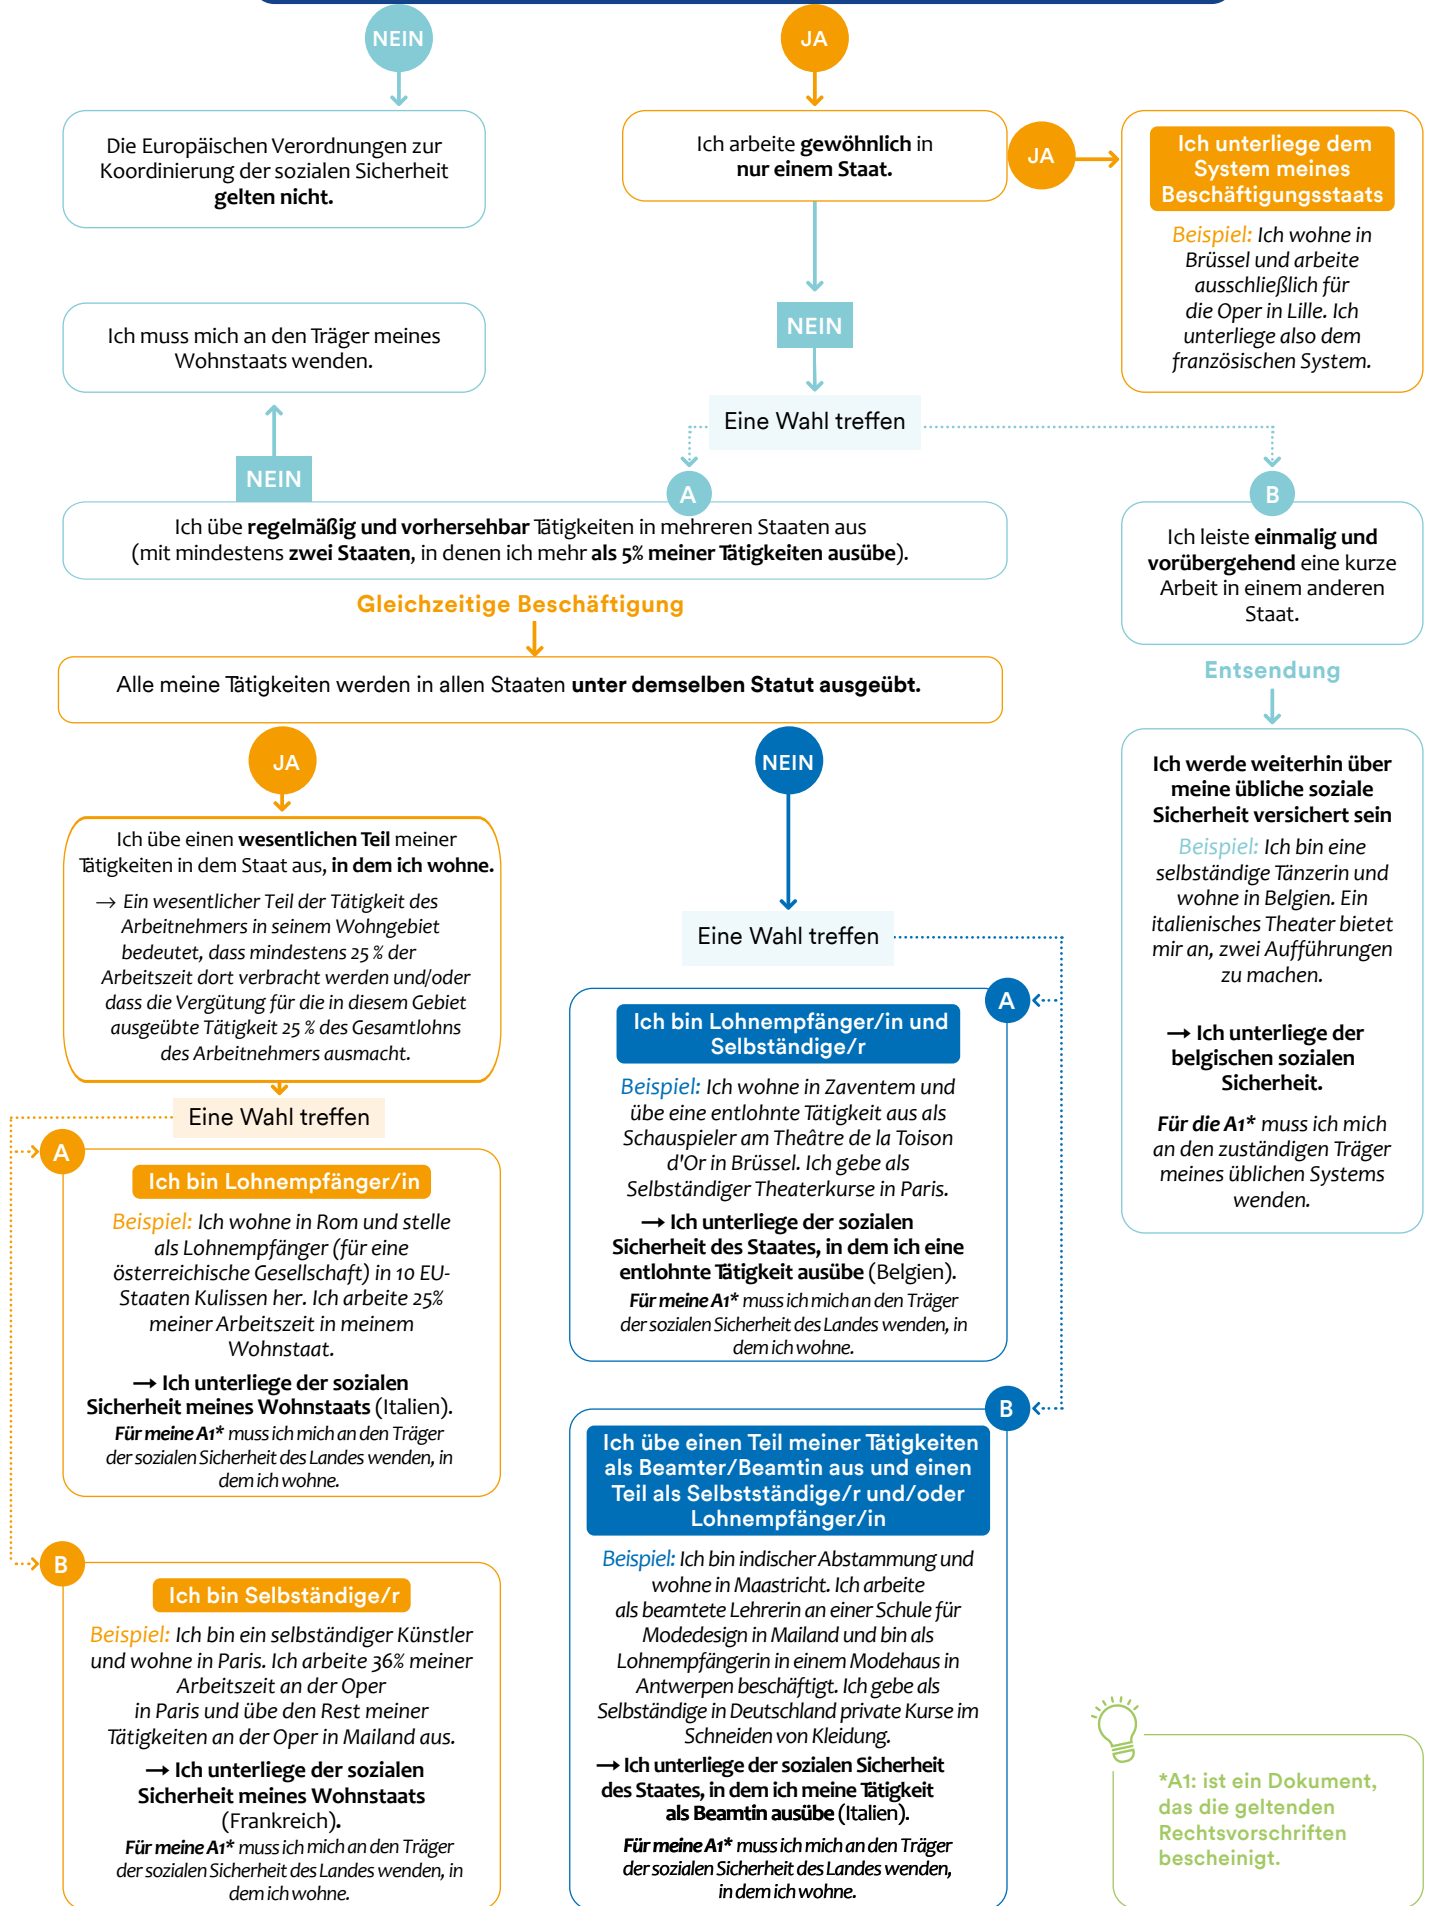 NEIN
JA
Die Europäischen Verordnungen zur
Koordinierung der sozialen Sicherheit
gelten nicht.
Ich arbeite gewöhnlich in
nur einem Staat.
JA
Ich unterliege dem
System meines
Beschäftigungsstaats
Beispiel: Ich wohne in
Brüssel und arbeite
ausschließlich für
die Oper in Lille. Ich
unterliege also dem
französischen System.
Ich muss mich an den Träger meines
Wohnstaats wenden.
NEIN
Eine Wahl treffen
NEIN
A
B
Ich übe regelmäßig und vorhersehbar Tätigkeiten in mehreren Staaten aus
(mit mindestens zwei Staaten, in denen ich mehr als 5% meiner Tätigkeiten ausübe).
Ich leiste einmalig und
vorübergehend eine kurze
Arbeit in einem anderen
Staat.
Gleichzeitige Beschäftigung
Entsendung
Alle meine Tätigkeiten werden in allen Staaten unter demselben Statut ausgeübt.
JA
NEIN
Ich werde weiterhin über
meine übliche soziale
Sicherheit versichert sein
Beispiel: Ich bin eine
selbständige Tänzerin und
wohne in Belgien. Ein
italienisches Theater bietet
mir an, zwei Aufführungen
zu machen.
→ Ich unterliege der
belgischen sozialen
Sicherheit.
Für die A1* muss ich mich
an den zuständigen Träger
meines üblichen Systems
wenden.
Ich übe einen wesentlichen Teil meiner
Tätigkeiten in dem Staat aus, in dem ich wohne.
→ Ein wesentlicher Teil der Tätigkeit des
Arbeitnehmers in seinem Wohngebiet
bedeutet, dass mindestens 25 % der
Arbeitszeit dort verbracht werden und/oder
dass die Vergütung für die in diesem Gebiet
ausgeübte Tätigkeit 25 % des Gesamtlohns
des Arbeitnehmers ausmacht.
Eine Wahl treffen
A
Ich bin Lohnempfänger/in
Beispiel: Ich wohne in Rom und stelle
als Lohnempfänger (für eine
österreichische Gesellschaft) in 10 EU-
Staaten Kulissen her. Ich arbeite 25%
meiner Arbeitszeit in meinem
Wohnstaat.
→ Ich unterliege der sozialen
Sicherheit meines Wohnstaats (Italien).
Für meine A1* muss ich mich an den Träger
der sozialen Sicherheit des Landes wenden, in
dem ich wohne.
B
Ich bin Selbständige/r
Beispiel: Ich bin ein selbständiger Künstler
und wohne in Paris. Ich arbeite 36% meiner
Arbeitszeit an der Oper
in Paris und übe den Rest meiner
Tätigkeiten an der Oper in Mailand aus.
→ Ich unterliege der sozialen
Sicherheit meines Wohnstaats
(Frankreich).
Für meine A1* muss ich mich an den Träger
der sozialen Sicherheit des Landes wenden, in
dem ich wohne.
Eine Wahl treffen
A
Ich bin Lohnempfänger/in und
Selbständige/r
Beispiel: Ich wohne in Zaventem und
übe eine entlohnte Tätigkeit aus als
Schauspieler am Theâtre de la Toison
d'Or in Brüssel. Ich gebe als
Selbständiger Theaterkurse in Paris.
→ Ich unterliege der sozialen
Sicherheit des Staates, in dem ich eine
entlohnte Tätigkeit ausübe (Belgien).
Für meine A1* muss ich mich an den Träger
der sozialen Sicherheit des Landes wenden, in
dem ich wohne.
B
Ich übe einen Teil meiner Tätigkeiten
als Beamter/Beamtin aus und einen
Teil als Selbstständige/r und/oder
Lohnempfänger/in
Beispiel: Ich bin indischer Abstammung und
wohne in Maastricht. Ich arbeite
als beamtete Lehrerin an einer Schule für
Modedesign in Mailand und bin als
Lohnempfängerin in einem Modehaus in
Antwerpen beschäftigt. Ich gebe als
Selbständige in Deutschland private Kurse im
Schneiden von Kleidung.
→ Ich unterliege der sozialen Sicherheit
des Staates, in dem ich meine Tätigkeit
als Beamtin ausübe (Italien).
Für meine A1* muss ich mich an den Träger
der sozialen Sicherheit des Landes wenden,
in dem ich wohne.
*A1: ist ein Dokument,
das die geltenden
Rechtsvorschriften
bescheinigt.